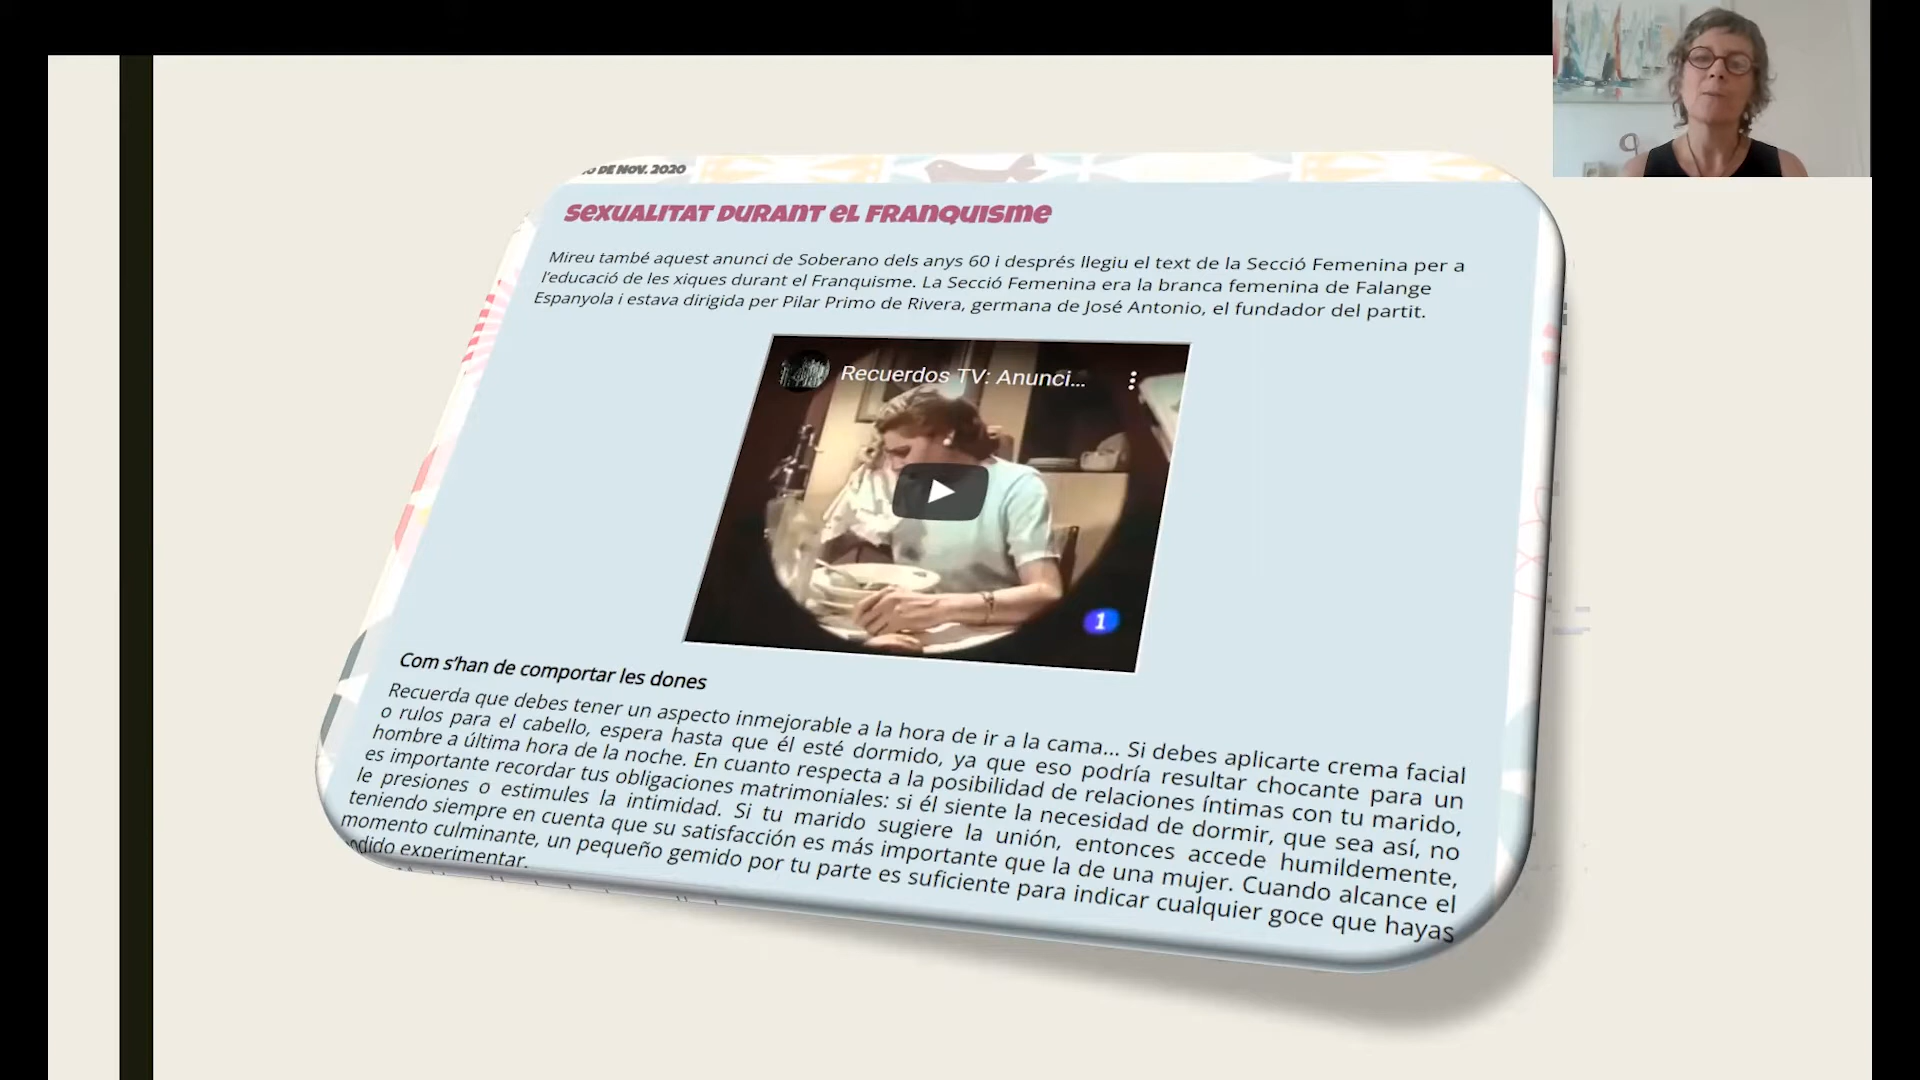 DE NOV. 2020
Sexualitat durant el Franquisme
Mireu també aquest anunci de Soberano dels anys 60 i després llegiu el text de la Secció Femenina per a
l'educació de les xiques durant el Franquisme. La Secció Femenina era la branca femenina de Falange
Espanyola i estava dirigida per Pilar Primo de Rivera, germana de José Antonio, el fundador del partit.
Recuerdos TV: Anunci...
1
Com s'han de comportar les dones
Recuerda que debes tener un aspecto inmejorable a la hora de ir a la cama... Si debes aplicarte crema facial
o rulos para el cabello, espera hasta que él esté dormido, ya que eso podría resultar chocante para un
hombre a última hora de la noche. En cuanto respecta a la posibilidad de relaciones íntimas con tu marido,
es importante recordar tus obligaciones matrimoniales: si él siente la necesidad de dormir, que sea así, no
le presiones o estimules la intimidad. Si tu marido sugiere la unión, entonces accede humildemente,
teniendo siempre en cuenta que su satisfacción es más importante que la de una mujer. Cuando alcance el
momento culminante, un pequeño gemido por tu parte es suficiente para indicar cualquier goce que hayas
podido experimentar.